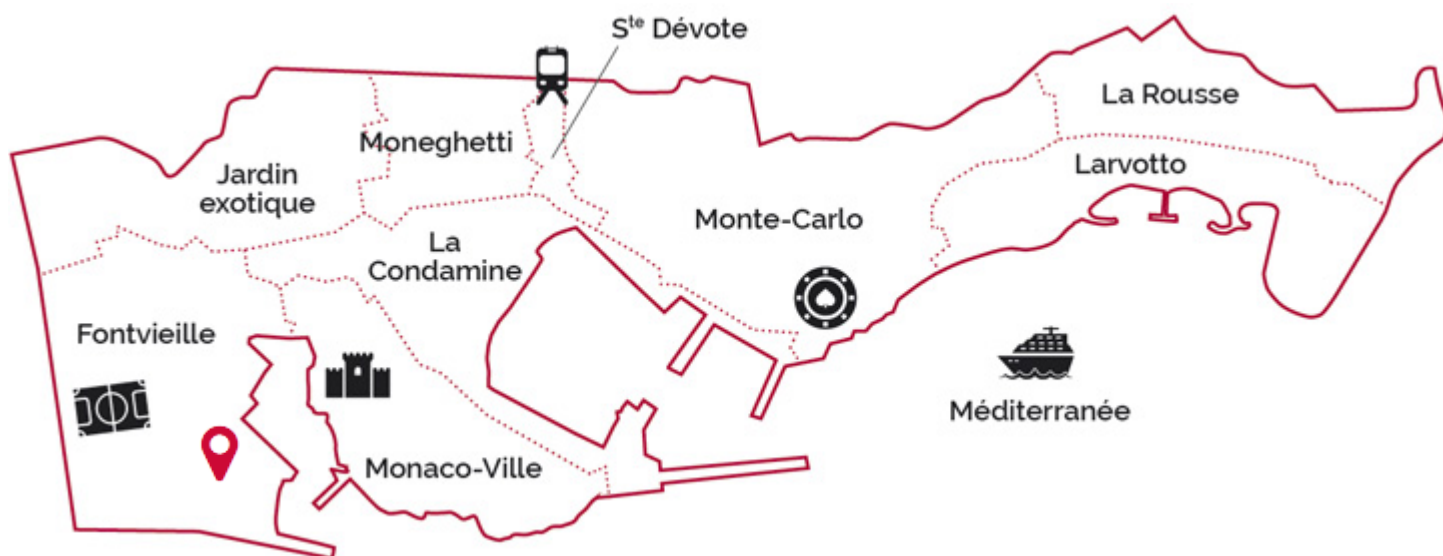 Sᵗᵉ Dévote
La Rousse
Moneghetti
Larvotto
Jardin
exotique
Monte-Carlo
La
Condamine
Fontvieille
Méditerranée
Monaco-Ville